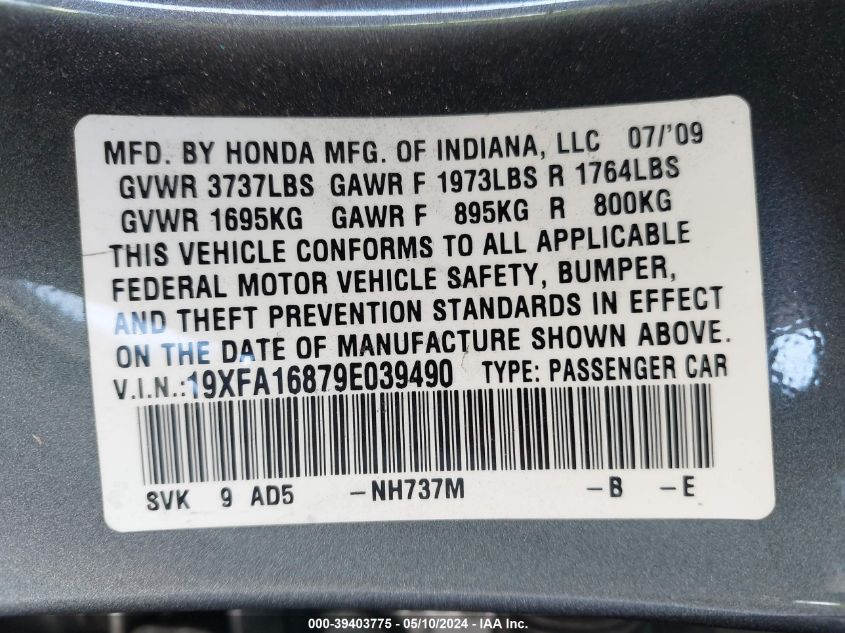 MFD. BY HONDA MFG. OF INDIANA, LLC 07/'09
GVWR 3737LBS GAWR F 1973LBS R 1764LBS
GVWR 1695KG GAWR F 895KG R 800KG
THIS VEHICLE CONFORMS TO ALL APPLICABLE
FEDERAL MOTOR VEHICLE SAFETY, BUMPER,
AND THEFT PREVENTION STANDARDS IN EFFECT
ON THE DATE OF MANUFACTURE SHOWN ABOVE.
V.I.N.:19XFA16879E039490 TYPE: PASSENGER CAR
SVK 9 AD5 -NH737M -B -E
000-39403775 - 05/10/2024 - IAA Inc.